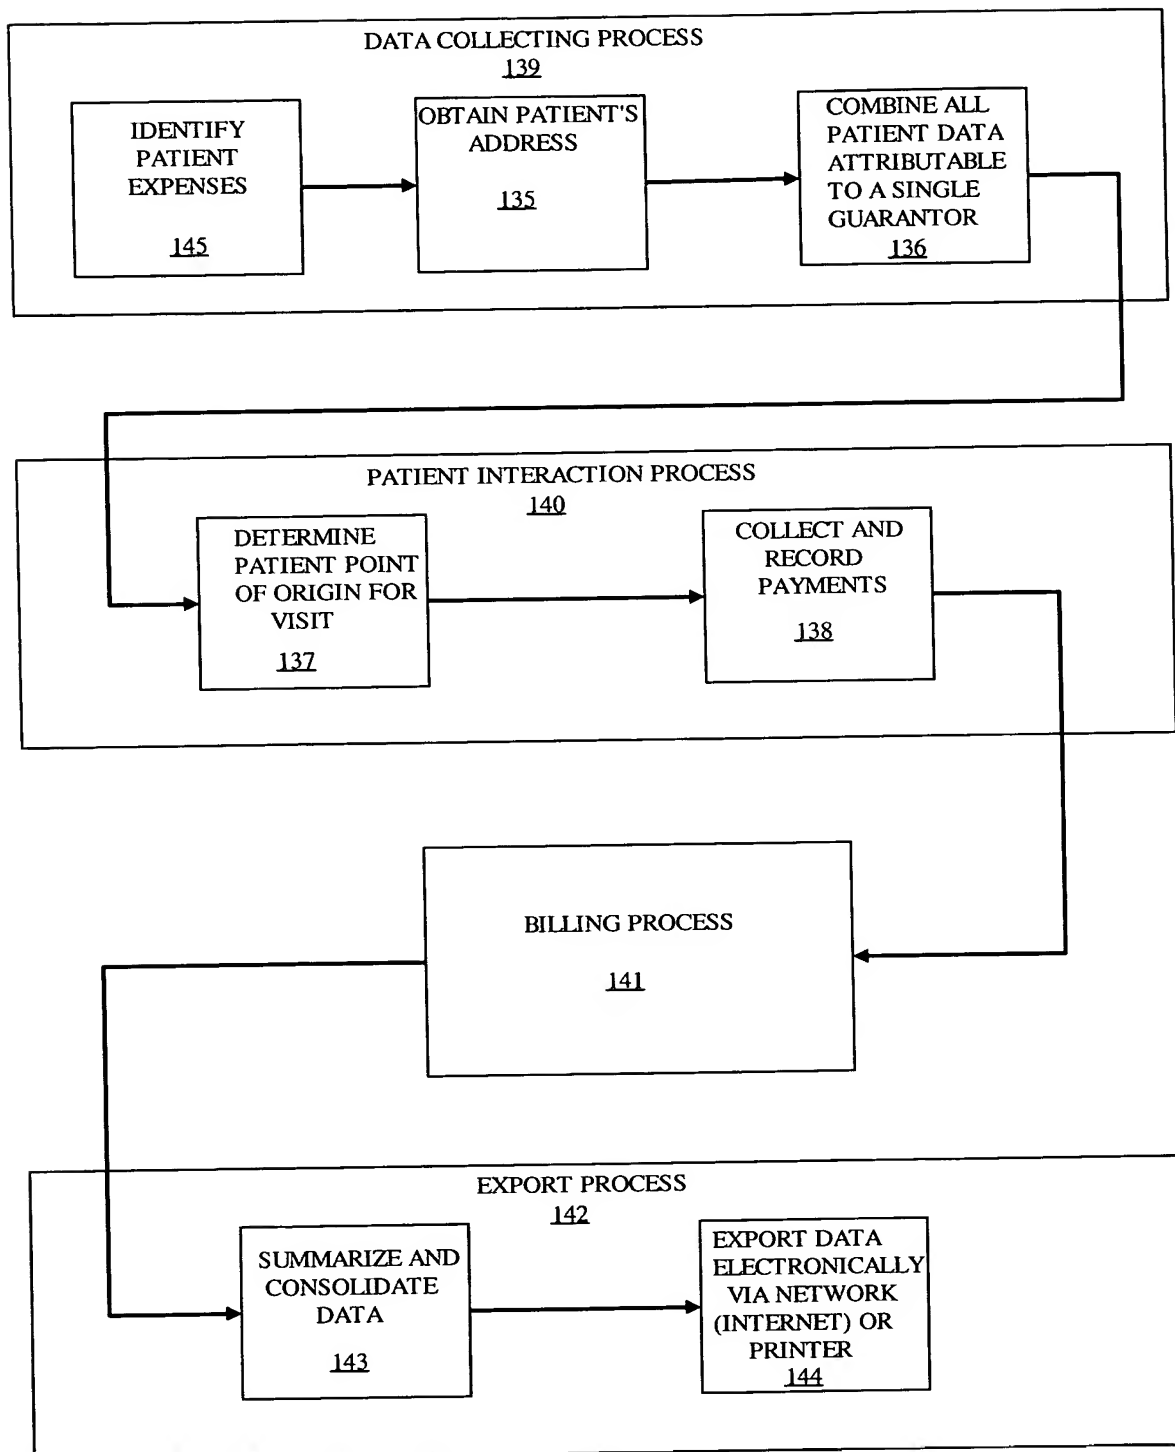 DATA COLLECTING PROCESS
139
IDENTIFY
PATIENT
EXPENSES
145
OBTAIN PATIENT'S
ADDRESS
135
COMBINE ALL
PATIENT DATA
ATTRIBUTABLE
TO A SINGLE
GUARANTOR
136
PATIENT INTERACTION PROCESS
140
DETERMINE
PATIENT POINT
OF ORIGIN FOR
VISIT
137
COLLECT AND
RECORD
PAYMENTS
138
BILLING PROCESS
141
EXPORT PROCESS
142
SUMMARIZE AND
CONSOLIDATE
DATA
143
EXPORT DATA
ELECTRONICALLY
VIA NETWORK
(INTERNET) OR
PRINTER
144